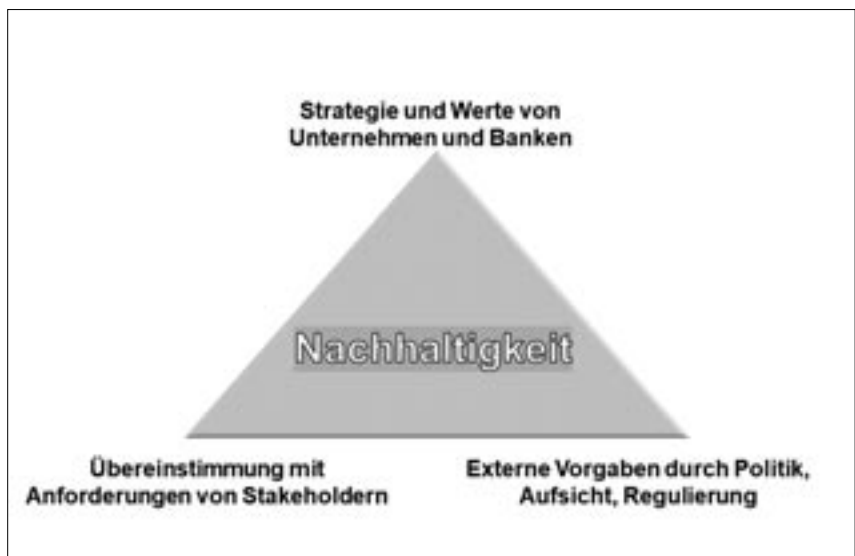 Strategie und Werte von
Unternehmen und Banken
Nachhaltigkeit
Übereinstimmung mit
Anforderungen von Stakeholdern
Externe Vorgaben durch Politik,
Aufsicht, Regulierung